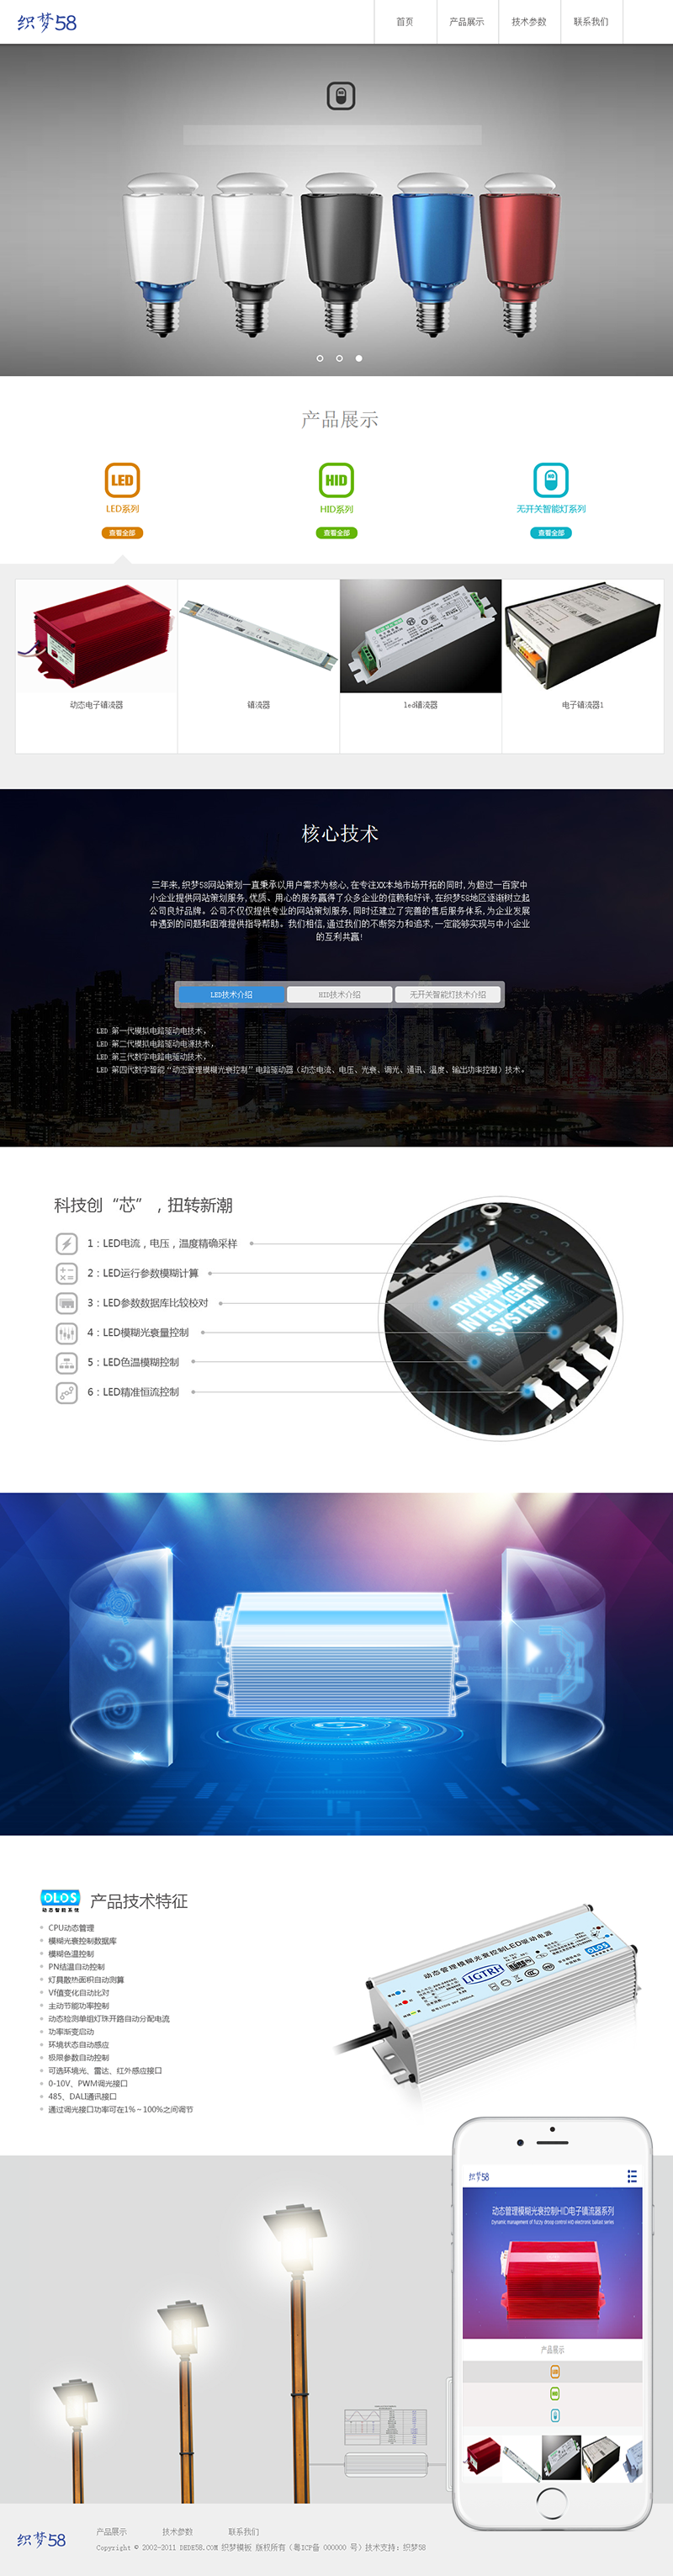 织梦58
首页 产品展示 技术参数 联系我们
产品展示
LED HID
LED系列 HID系列 无开关智能灯系列
查看全部 查看全部 查看全部
动态电子镇流器 镇流器 led镇流器 电子镇流器1
核心技术
三年来,织梦58网站策划一直秉承以用户需求为核心,在专注XX本地市场开拓的同时,为超过一百家中
小企业提供网站策划服务,优质、用心的服务赢得了众多企业的信赖和好评,在织梦58地区逐渐树立起
公司良好品牌。公司不仅仅提供专业的网站策划服务,同时还建立了完善的售后服务体系,为企业发展
中遇到的问题和困难提供指导帮助。我们相信,通过我们的不断努力和追求,一定能够实现与中小企业
的互利共赢!
LED技术介绍 HID技术介绍 无开关智能灯技术介绍
LED 第一代模拟电路驱动电技术，
LED 第二代模拟电路驱动电源技术，
LED 第三代数字电路电驱动技术，
LED 第四代数字智能“动态管理模糊光衰控制”电路驱动器（动态电流、电压、光衰、调光、通讯、温度、输出功率控制）技术。
科技创“芯”，扭转新潮
1：LED电流，电压，温度精确采样
2：LED运行参数模糊计算
3：LED参数数据库比较校对
4：LED模糊光衰量控制
5：LED色温模糊控制
6：LED精准恒流控制
DYNAMIC
INTELLIGENT
SYSTEM
OLOS
动态智能系统
产品技术特征
CPU动态管理
模糊光衰控制数据库
模糊色温控制
PN结温自动控制
灯具散热面积自动测算
Vf值变化自动比对
主动节能功率控制
动态检测单组灯珠开路自动分配电流
功率渐变启动
环境状态自动感应
极限参数自动控制
可选环境光、雷达、红外感应接口
0-10V、PWM调光接口
485、DALI通讯接口
通过调光接口功率可在1%～100%之间调节
动态管理模糊光衰控制LED驱动电源
LIGTRH
OLOS
织梦58
动态管理模糊光衰控制HID电子镇流器系列
Dynamic management of fuzzy droop control HID electronic ballast series
产品展示
织梦58
产品展示 技术参数 联系我们
Copyright © 2002-2011 DEDE58.COM 织梦模板 版权所有（粤ICP备 000000 号）技术支持：织梦58